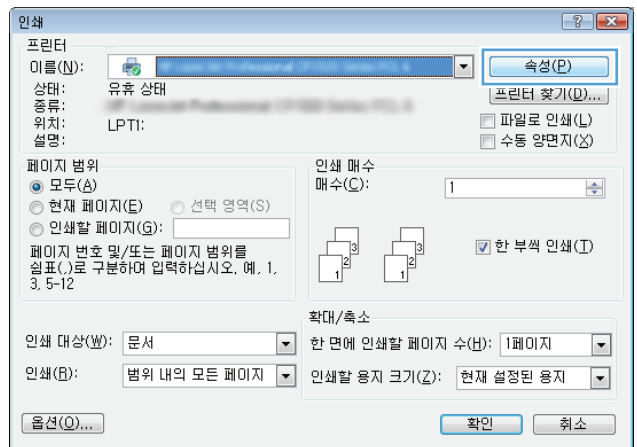 인쇄
프린터
이름(N):
속성(P)
상태: 유휴 상태
프린터 찾기(D)...
종류:
위치: LPT1:
파일로 인쇄(L)
설명:
수동 양면지(X)
페이지 범위
모두(A)
현재 페이지(E) 선택 영역(S)
인쇄할 페이지(G):
페이지 번호 및/또는 페이지 범위를
쉼표(,)로 구분하여 입력하십시오. 예, 1,
3, 5-12
인쇄 매수
매수(C): 1
3 3
2 2
1 1
한 부씩 인쇄(T)
인쇄 대상(W): 문서
인쇄(R): 범위 내의 모든 페이지
확대/축소
한 면에 인쇄할 페이지 수(H): 1페이지
인쇄할 용지 크기(Z): 현재 설정된 용지
옵션(O)...
확인
취소